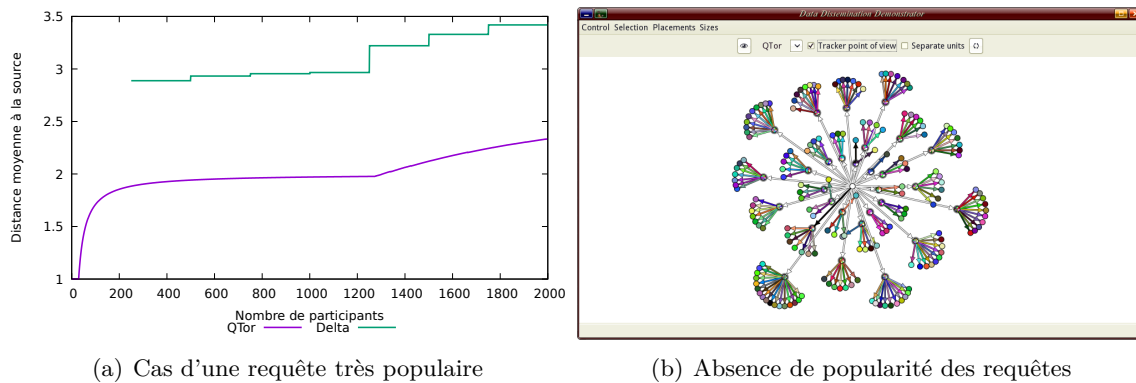 3.5
3
2.5
2
1.5
1
Distance moyenne à la source
0 200 400 600 800 1000 1200 1400 1600 1800 2000
Nombre de participants
QTor Delta
(a) Cas d'une requête très populaire
Data Dissemination Demonstrator
Control Selection Placements Sizes
QTor Tracker point of view Separate units
(b) Absence de popularité des requêtes